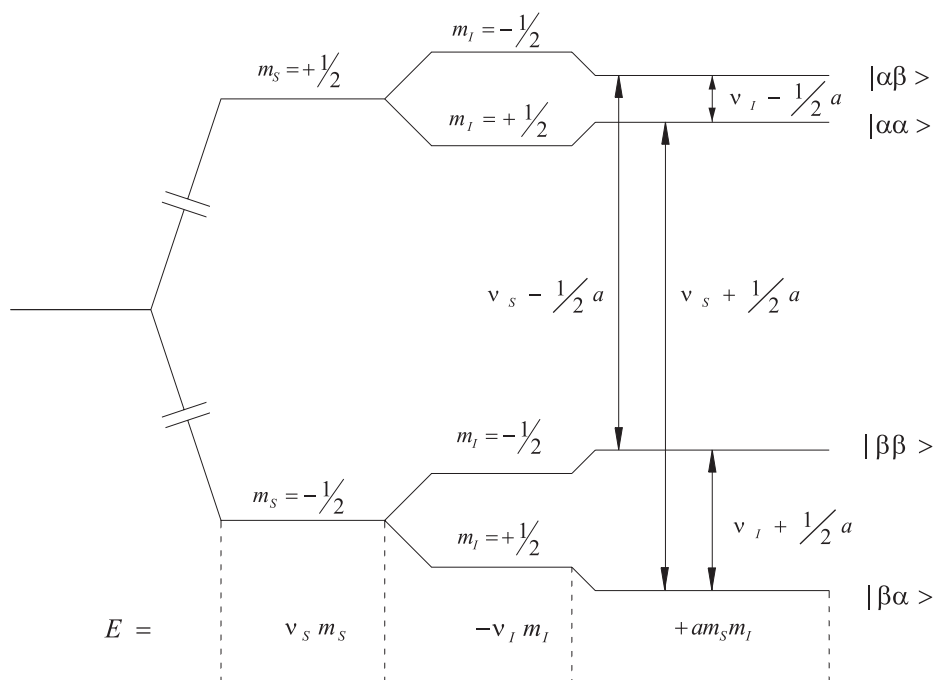 m_I = −1/2
m_S = +1/2
|αβ >
ν_I − 1/2 a
m_I = + 1/2
|αα >
ν_S − 1/2 a
ν_S + 1/2 a
m_I = −1/2
|ββ >
m_S = −1/2
ν_I + 1/2 a
m_I = +1/2
|βα >
E =
ν_S m_S
−ν_I m_I
+am_Sm_I